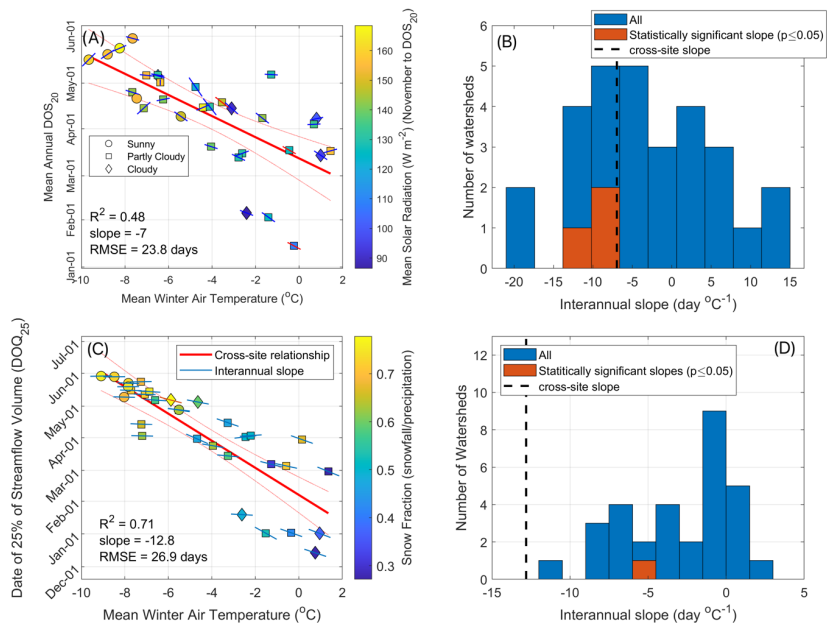 (A)
Mean Annual DOS20
Jun-01
May-01
Apr-01
Mar-01
Feb-01
Jan-01
Sunny
Partly Cloudy
Cloudy
R2 = 0.48
slope = -7
RMSE = 23.8 days
-10 -8 -6 -4 -2 0 2
Mean Winter Air Temperature (oC)
160
150
140
130
120
110
100
90
Mean Solar Radiation (W m-2) (November to DOS20)
(B)
All
Statistically significant slope (p≤0.05)
cross-site slope
Number of watersheds
6
5
4
3
2
1
0
-20 -15 -10 -5 0 5 10 15
Interannual slope (day oC-1)
(C)
Cross-site relationship
Interannual slope
Date of 25% of Streamflow Volume (DOQ25)
Jul-01
Jun-01
May-01
Apr-01
Mar-01
Feb-01
Jan-01
Dec-01
R2 = 0.71
slope = -12.8
RMSE = 26.9 days
-10 -8 -6 -4 -2 0 2
Mean Winter Air Temperature (oC)
0.7
0.6
0.5
0.4
0.3
Snow Fraction (snowfall/precipitation)
(D)
All
Statitically significant slopes (p≤0.05)
cross-site slope
Number of Watersheds
12
10
8
6
4
2
0
-15 -10 -5 0 5
Interannual slope (day oC-1)